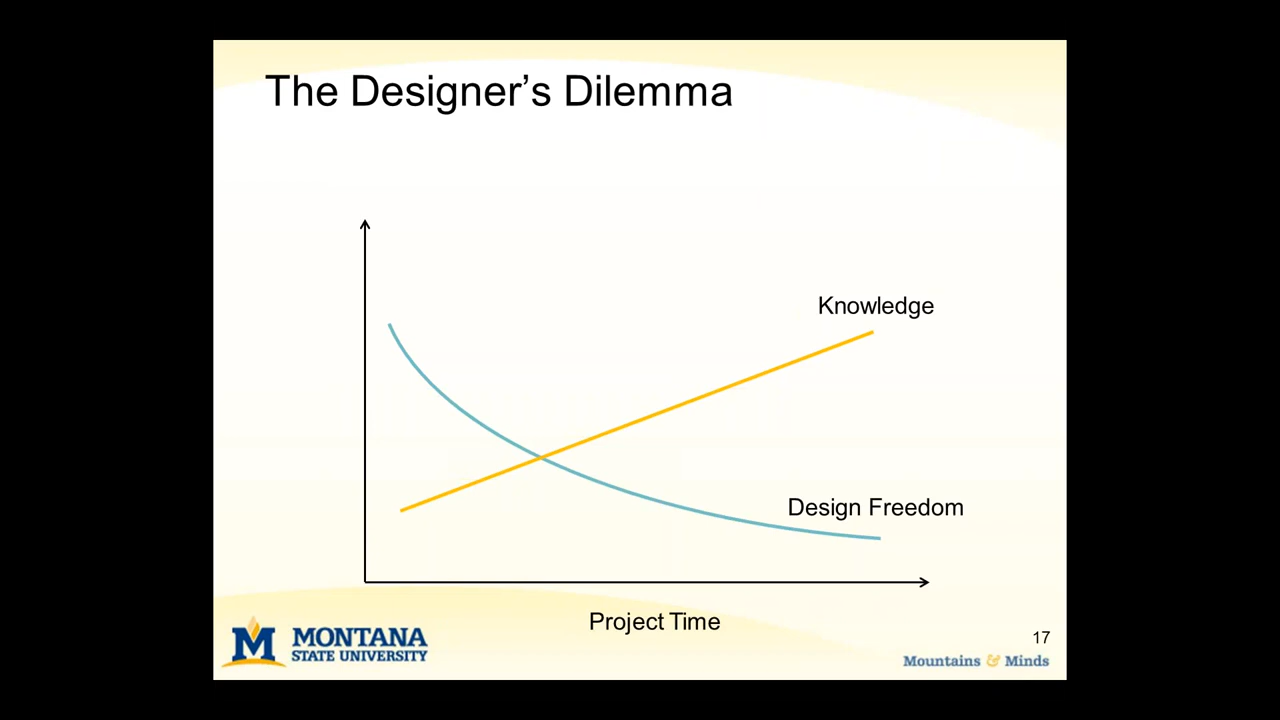 The Designer’s Dilemma
Knowledge
Design Freedom
Project Time
MONTANA
STATE UNIVERSITY
17
Mountains & Minds